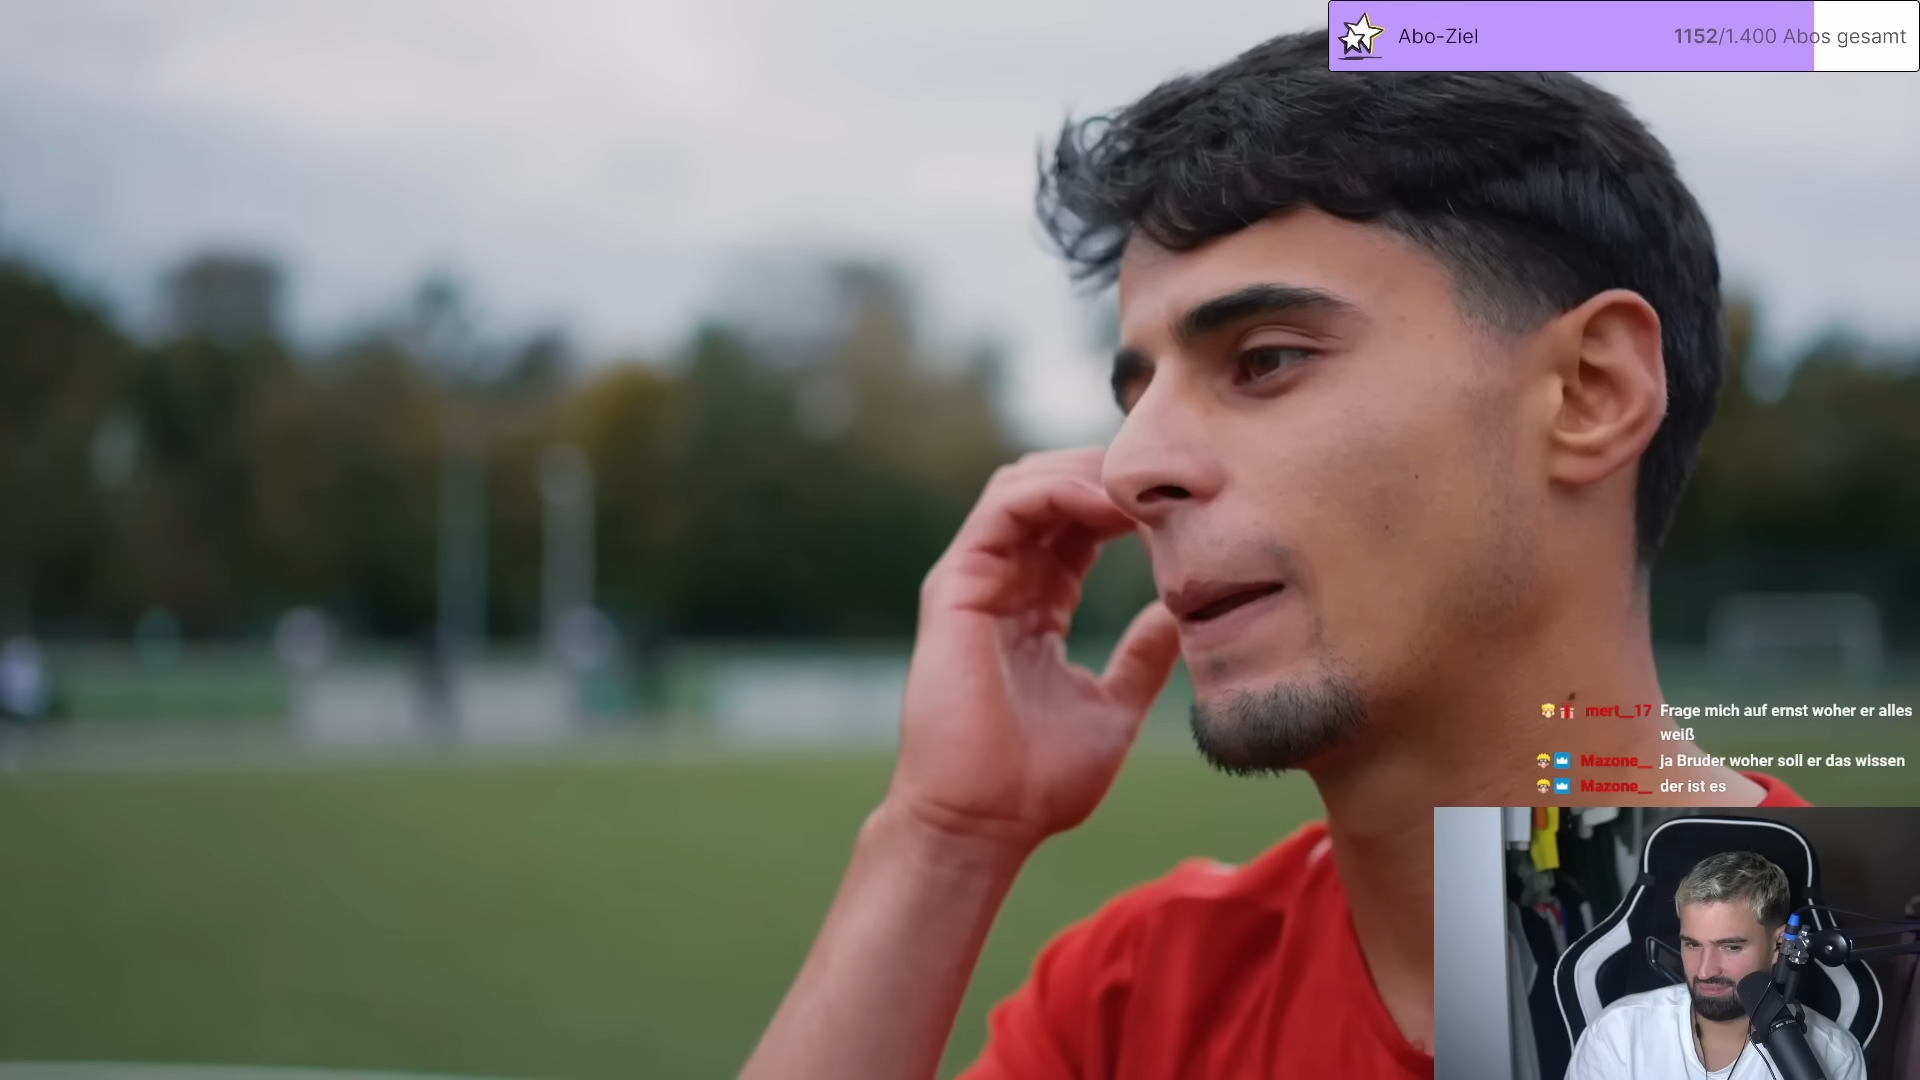 Abo-Ziel 1152/1.400 Abos gesamt
mert__17 Frage mich auf ernst woher er alles
weiß
Mazone__ ja Bruder woher soll er das wissen
Mazone__ der ist es